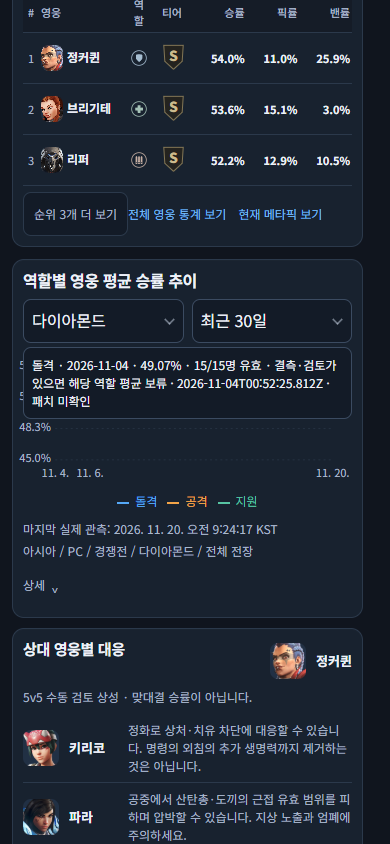 # 영웅 역할 티어 승률 픽률 밴률
1 정커퀸 S 54.0% 11.0% 25.9%
2 브리기테 S 53.6% 15.1% 3.0%
3 리퍼 S 52.2% 12.9% 10.5%
순위 3개 더 보기 전체 영웅 통계 보기 현재 메타픽 보기
역할별 영웅 평균 승률 추이
다이아몬드 최근 30일
돌격 · 2026-11-04 · 49.07% · 15/15명 유효 · 결측·검토가
있으면 해당 역할 평균 보류 · 2026-11-04T00:52:25.812Z ·
패치 미확인
48.3%
45.0%
11. 4. 11. 6. 11. 20.
돌격 공격 지원
마지막 실제 관측: 2026. 11. 20. 오전 9:24:17 KST
아시아 / PC / 경쟁전 / 다이아몬드 / 전체 전장
상세
상대 영웅별 대응
정커퀸
5v5 수동 검토 상성 · 맞대결 승률이 아닙니다.
키리코
정화로 상처·치유 차단에 대응할 수 있습니
다. 명령의 외침의 추가 생명력까지 제거하는
것은 아닙니다.
파라
공중에서 산탄총·도끼의 근접 유효 범위를 피
하며 압박할 수 있습니다. 지상 노출과 엄폐에
주의하세요.